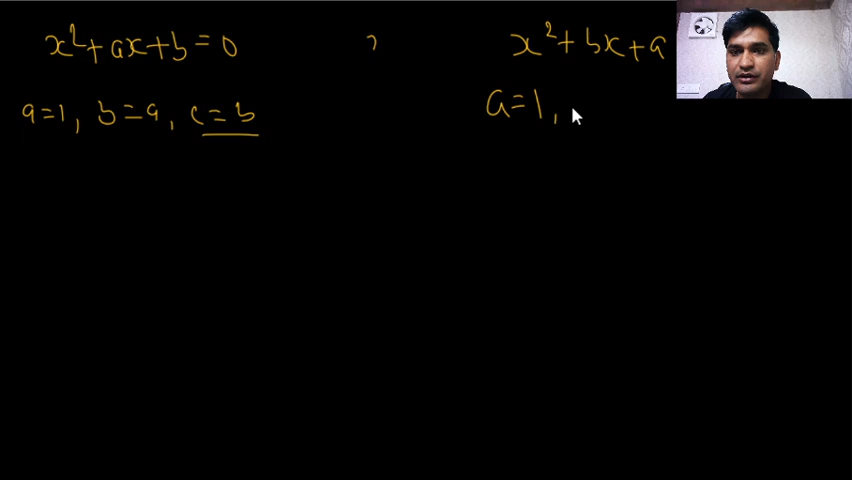 x²+ax+b=0 , x²+bx+a
a=1, b=a, c=b a=1,